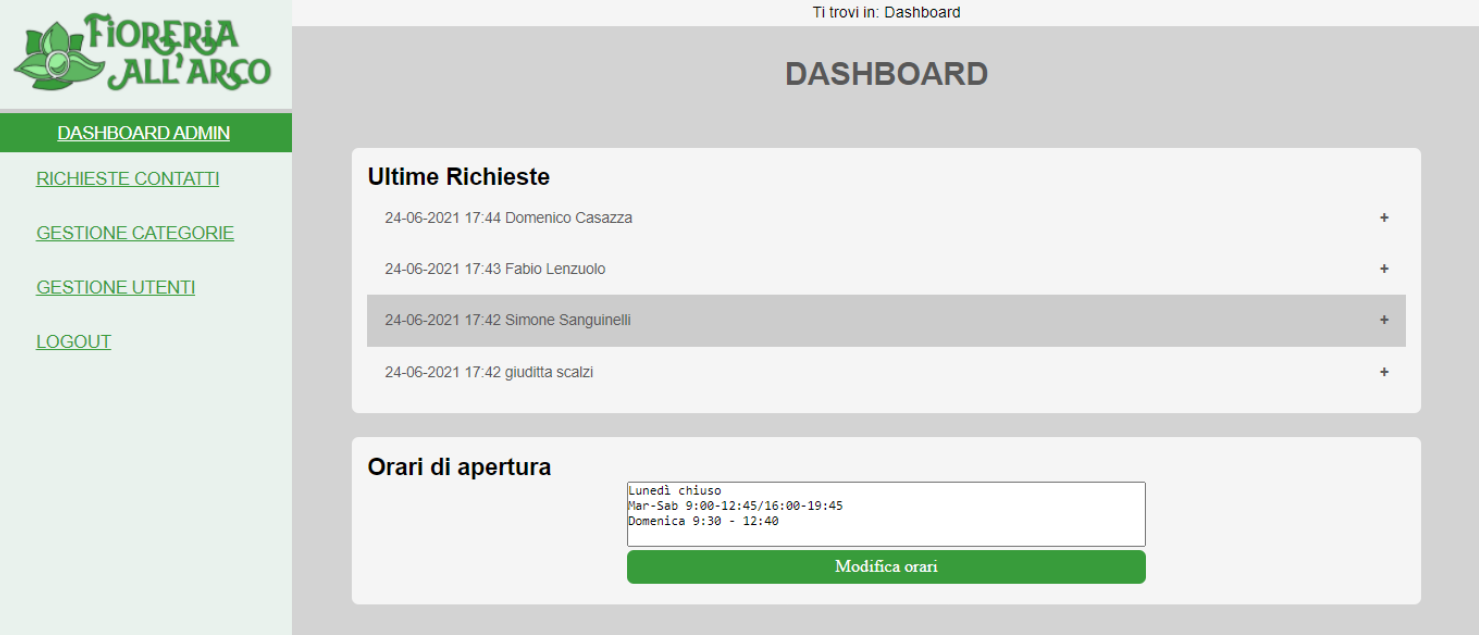 FIORERIA
ALL'ARCO
DASHBOARD ADMIN
RICHIESTE CONTATTI
GESTIONE CATEGORIE
GESTIONE UTENTI
LOGOUT
Ti trovi in: Dashboard
DASHBOARD
Ultime Richieste
24-06-2021 17:44 Domenico Casazza +
24-06-2021 17:43 Fabio Lenzuolo +
24-06-2021 17:42 Simone Sanguinelli +
24-06-2021 17:42 giuditta scalzi +
Orari di apertura
Lunedì chiuso
Mar-Sab 9:00-12:45/16:00-19:45
Domenica 9:30 - 12:40
Modifica orari